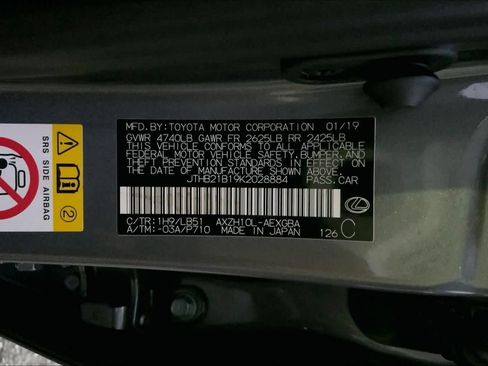 MFD.BY:TOYOTA MOTOR CORPORATION 01/19
GVWR 4740LB GAWR FR 2625LB RR 2425LB
THIS VEHICLE CONFORMS TO ALL APPLICABLE
FEDERAL MOTOR VEHICLE SAFETY,BUMPER,AND
THEFT PREVENTION STANDARDS IN EFFECT ON
THE DATE OF MANUFACTURE SHOWN ABOVE.
JTHB21B19K2028884 PASS.CAR
C/TR:1H9/LB51 AXZH10L-AEXGBA
A/TM:-03A/P710 MADE IN JAPAN 126 C
SRS SIDE AIRBAG
2